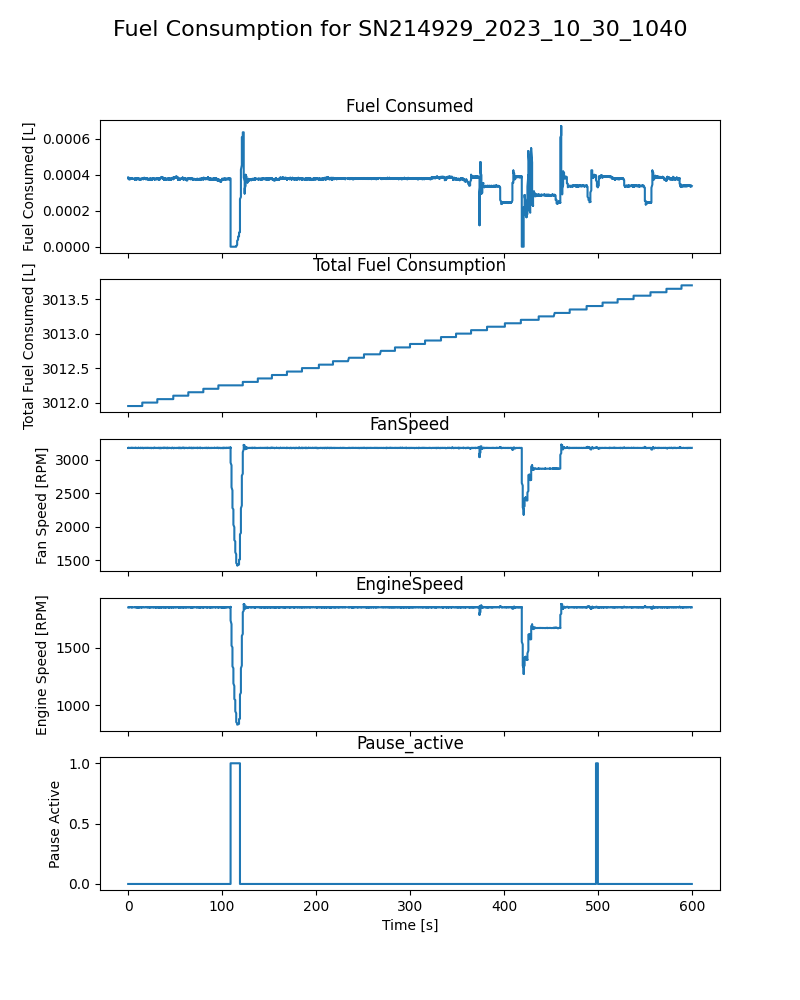 Fuel Consumption for SN214929_2023_10_30_1040
Fuel Consumed
Fuel Consumed [L]
0.0006
0.0004
0.0002
0.0000
Total Fuel Consumption
Total Fuel Consumed [L]
3013.5
3013.0
3012.5
3012.0
FanSpeed
Fan Speed [RPM]
3000
2500
2000
1500
EngineSpeed
Engine Speed [RPM]
1500
1000
Pause_active
Pause Active
1.0
0.5
0.0
0 100 200 300 400 500 600
Time [s]